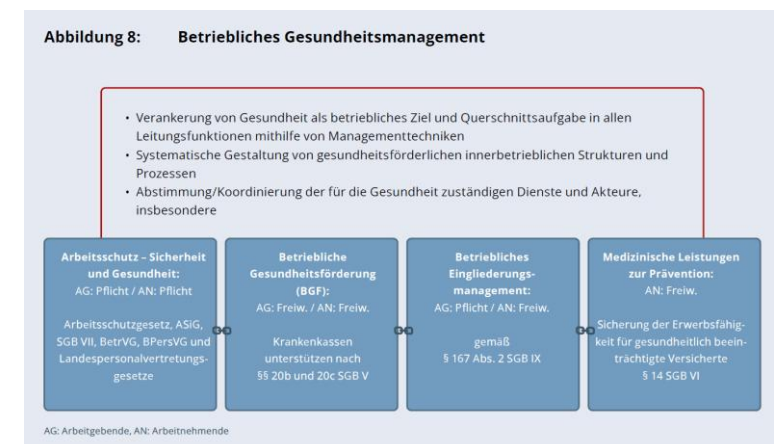 Abbildung 8: Betriebliches Gesundheitsmanagement
• Verankerung von Gesundheit als betriebliches Ziel und Querschnittsaufgabe in allen
Leitungsfunktionen mithilfe von Managementtechniken
• Systematische Gestaltung von gesundheitsförderlichen innerbetrieblichen Strukturen und
Prozessen
• Abstimmung/Koordinierung der für die Gesundheit zuständigen Dienste und Akteure,
insbesondere
Arbeitsschutz – Sicherheit
und Gesundheit:
AG: Pflicht / AN: Pflicht
Arbeitsschutzgesetz, ASiG,
SGB VII, BetrVG, BPersVG und
Landespersonalvertretungs-
gesetze
Betriebliche
Gesundheitsförderung
(BGF):
AG: Freiw. / AN: Freiw.
Krankenkassen
unterstützen nach
§§ 20b und 20c SGB V
Betriebliches
Eingliederungs-
management:
AG: Pflicht / AN: Freiw.
gemäß
§ 167 Abs. 2 SGB IX
Medizinische Leistungen
zur Prävention:
AN: Freiw.
Sicherung der Erwerbsfähig-
keit für gesundheitlich beein-
trächtigte Versicherte
§ 14 SGB VI
AG: Arbeitgebende, AN: Arbeitnehmende